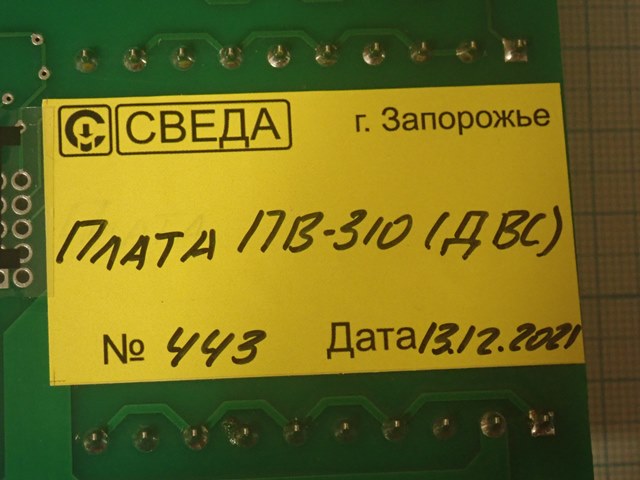 СВЕДА г. Запорожье
Плата ПВ-310 (ДВС)
№ 443 Дата 13.12.2021